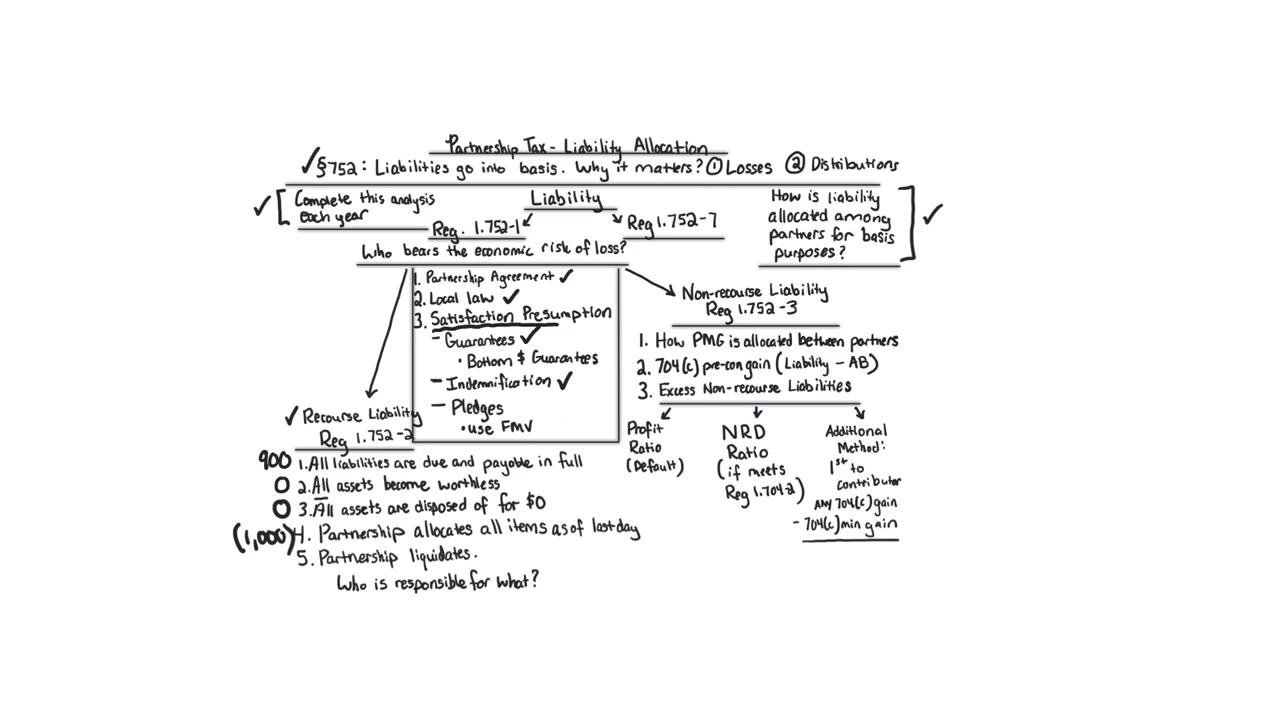 Partnership Tax - Liability Allocation
✓ §752: Liabilities go into basis. Why it matters? ① Losses ② Distributions
✓ [ Complete this analysis
each year
Liability
Reg. 1.752-1
Reg 1.752-7
How is liability
allocated among
partners for basis
purposes? ] ✓
Who bears the economic risk of loss?
1. Partnership Agreement ✓
2. Local law ✓
3. Satisfaction Presumption
- Guarantees ✓
• Bottom $ Guarantees
- Indemnification ✓
- Pledges
• use FMV
✓ Recourse Liability
Reg 1.752-2
900 1. All liabilities are due and payable in full
0 2. All assets become worthless
0 3. All assets are disposed of for $0
(1,000) 4. Partnership allocates all items as of last day
5. Partnership liquidates.
Who is responsible for what?
Non-recourse Liability
Reg 1.752-3
1. How PMG is allocated between partners
2. 704(c) pre-con gain (Liability - AB)
3. Excess Non-recourse Liabilities
Profit
Ratio
(Default)
NRD
Ratio
(if meets
Reg 1.704-2)
Additional
Method:
1st to
contributor
Any 704(c) gain
- 704(c) min gain